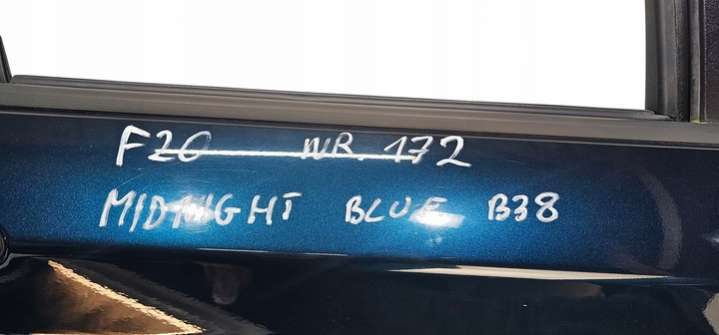 F20 NR. 172
MIDNIGHT BLUE B38